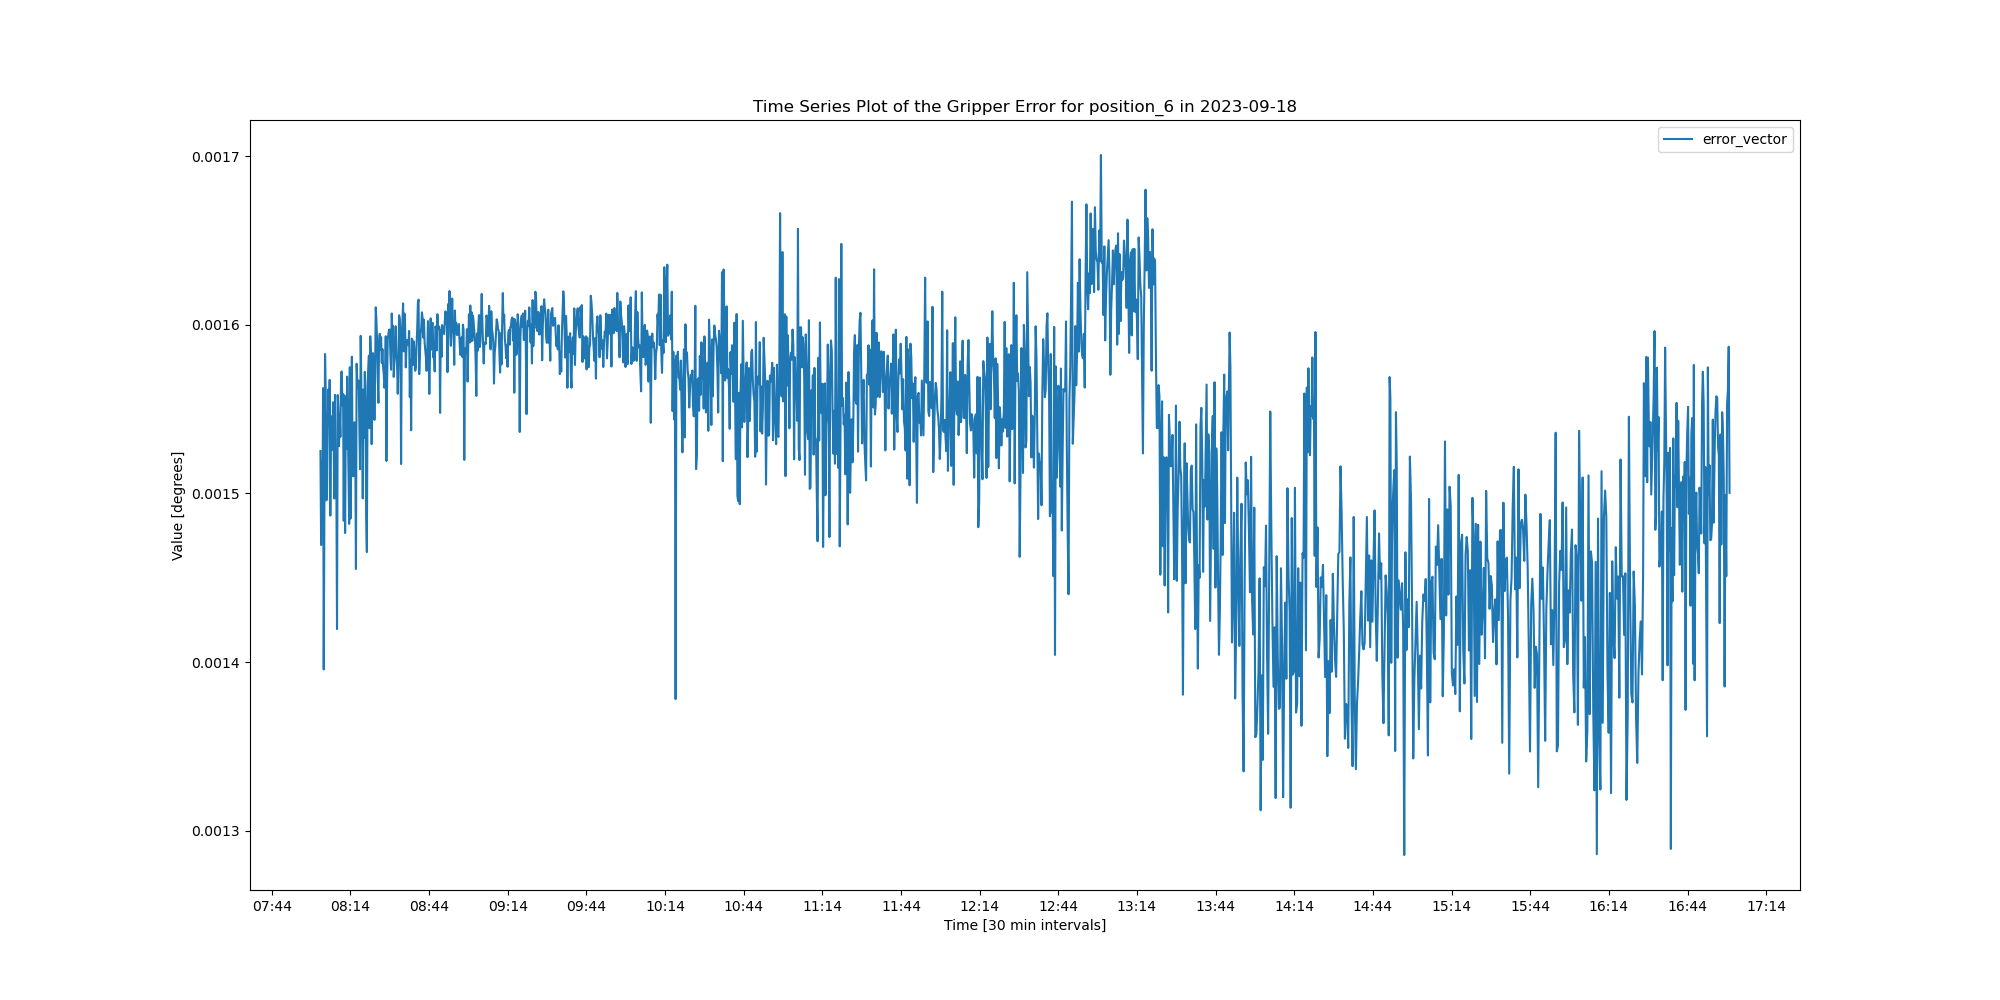 Time Series Plot of the Gripper Error for position_6 in 2023-09-18
error_vector
0.0017
0.0016
0.0015
0.0014
0.0013
Value [degrees]
07:44 08:14 08:44 09:14 09:44 10:14 10:44 11:14 11:44 12:14 12:44 13:14 13:44 14:14 14:44 15:14 15:44 16:14 16:44 17:14
Time [30 min intervals]